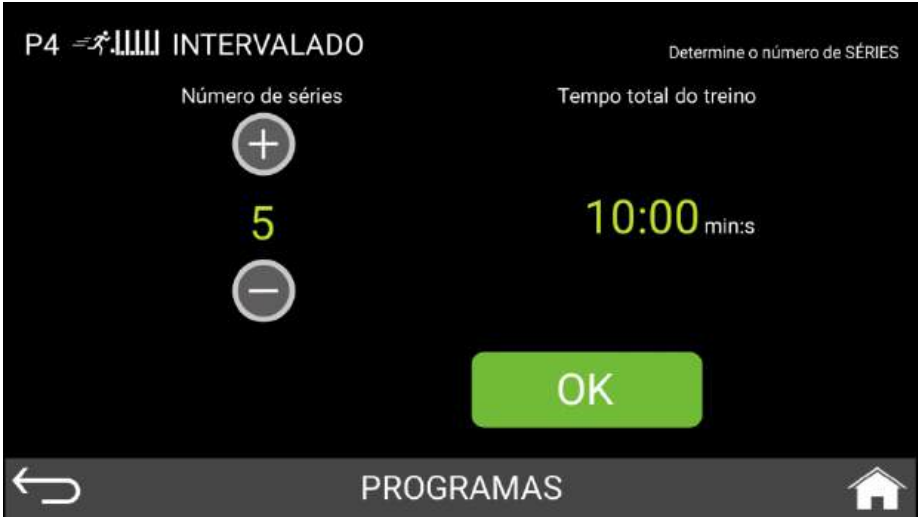 P4 INTERVALADO
Determine o número de SÉRIES
Número de séries
Tempo total do treino
5
10:00 min:s
OK
PROGRAMAS